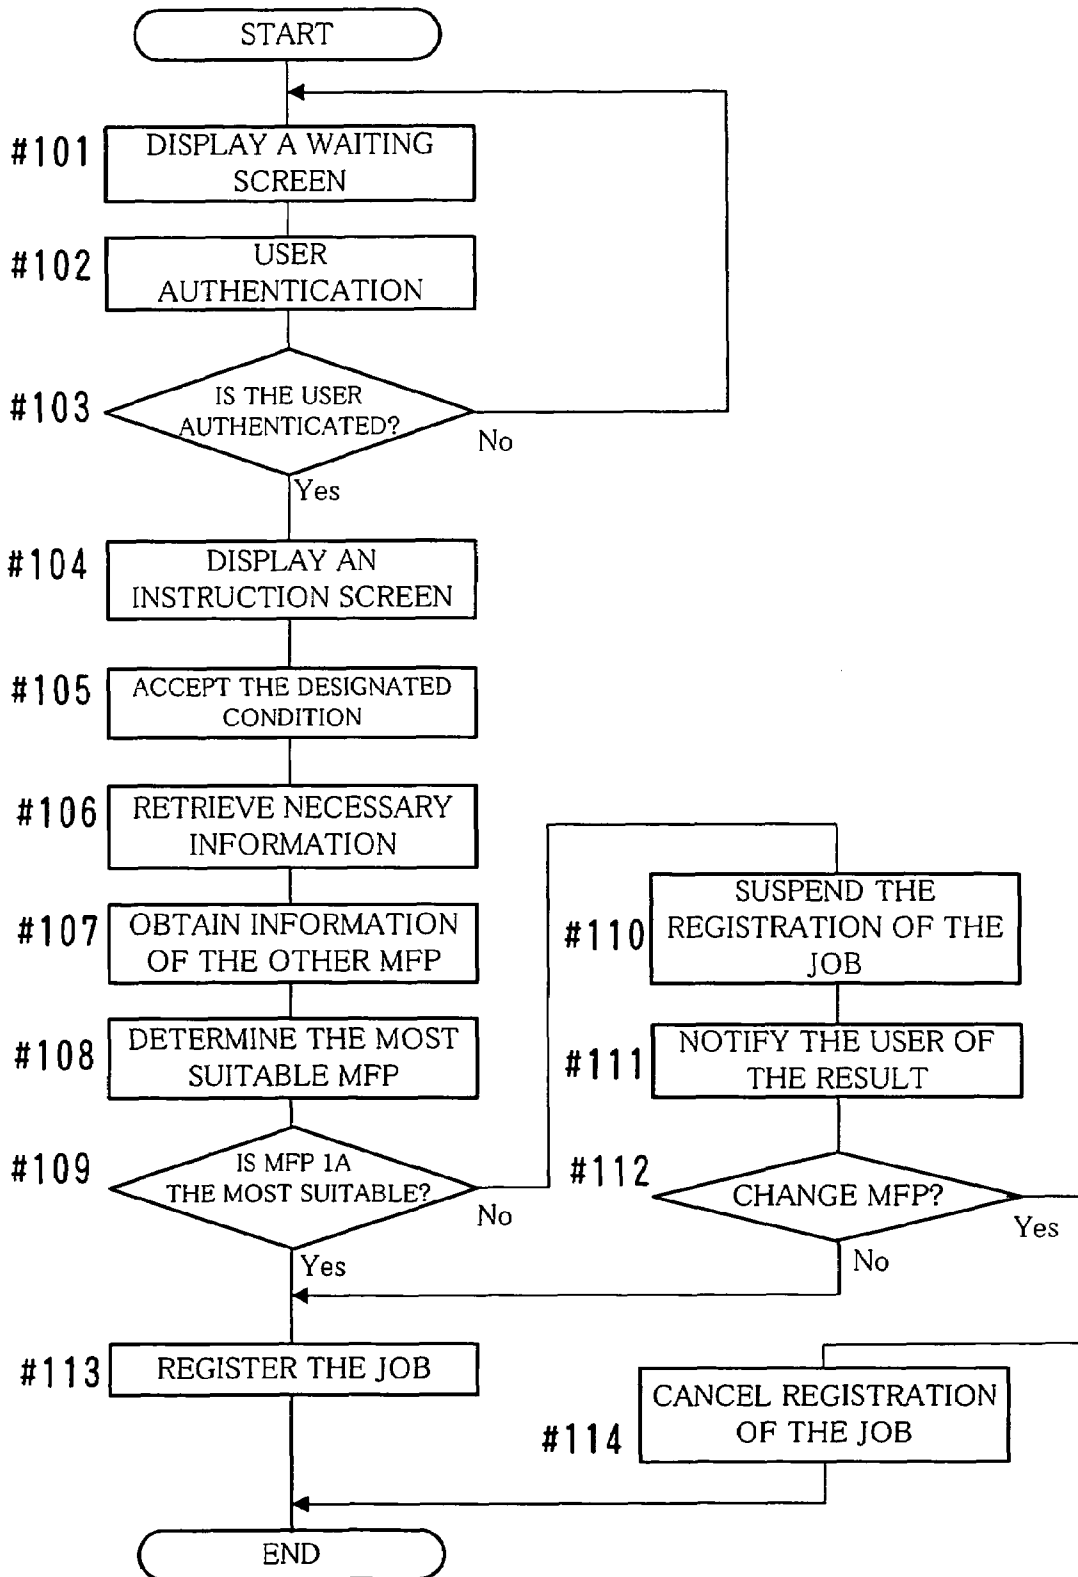 START
#101
DISPLAY A WAITING
SCREEN
#102
USER
AUTHENTICATION
#103
IS THE USER
AUTHENTICATED?
No
Yes
#104
DISPLAY AN
INSTRUCTION SCREEN
#105
ACCEPT THE DESIGNATED
CONDITION
#106
RETRIEVE NECESSARY
INFORMATION
#107
OBTAIN INFORMATION
OF THE OTHER MFP
#108
DETERMINE THE MOST
SUITABLE MFP
#109
IS MFP 1A
THE MOST SUITABLE?
No
Yes
#110
SUSPEND THE
REGISTRATION OF THE
JOB
#111
NOTIFY THE USER OF
THE RESULT
#112
CHANGE MFP?
Yes
No
#113
REGISTER THE JOB
#114
CANCEL REGISTRATION
OF THE JOB
END